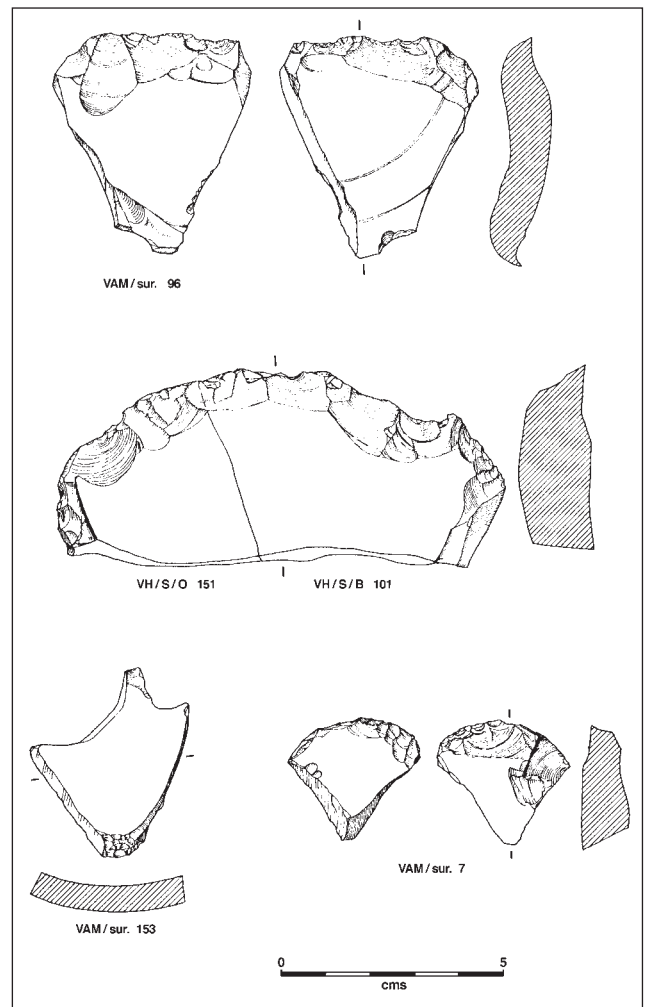 VAM / sur. 96
VH / S / O 151 VH / S / B 101
VAM / sur. 7
VAM / sur. 153
0 5
cms